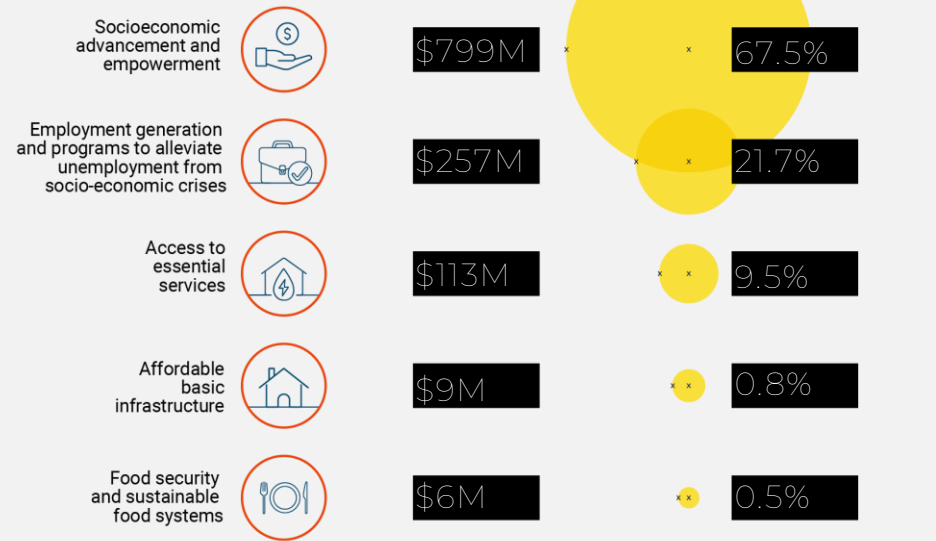 Socioeconomic
advancement and
empowerment
$
$799M
67.5%
Employment generation
and programs to alleviate
unemployment from
socio-economic crises
$257M
21.7%
Access to
essential
services
$113M
9.5%
Affordable
basic
infrastructure
$9M
0.8%
Food security
and sustainable
food systems
$6M
0.5%